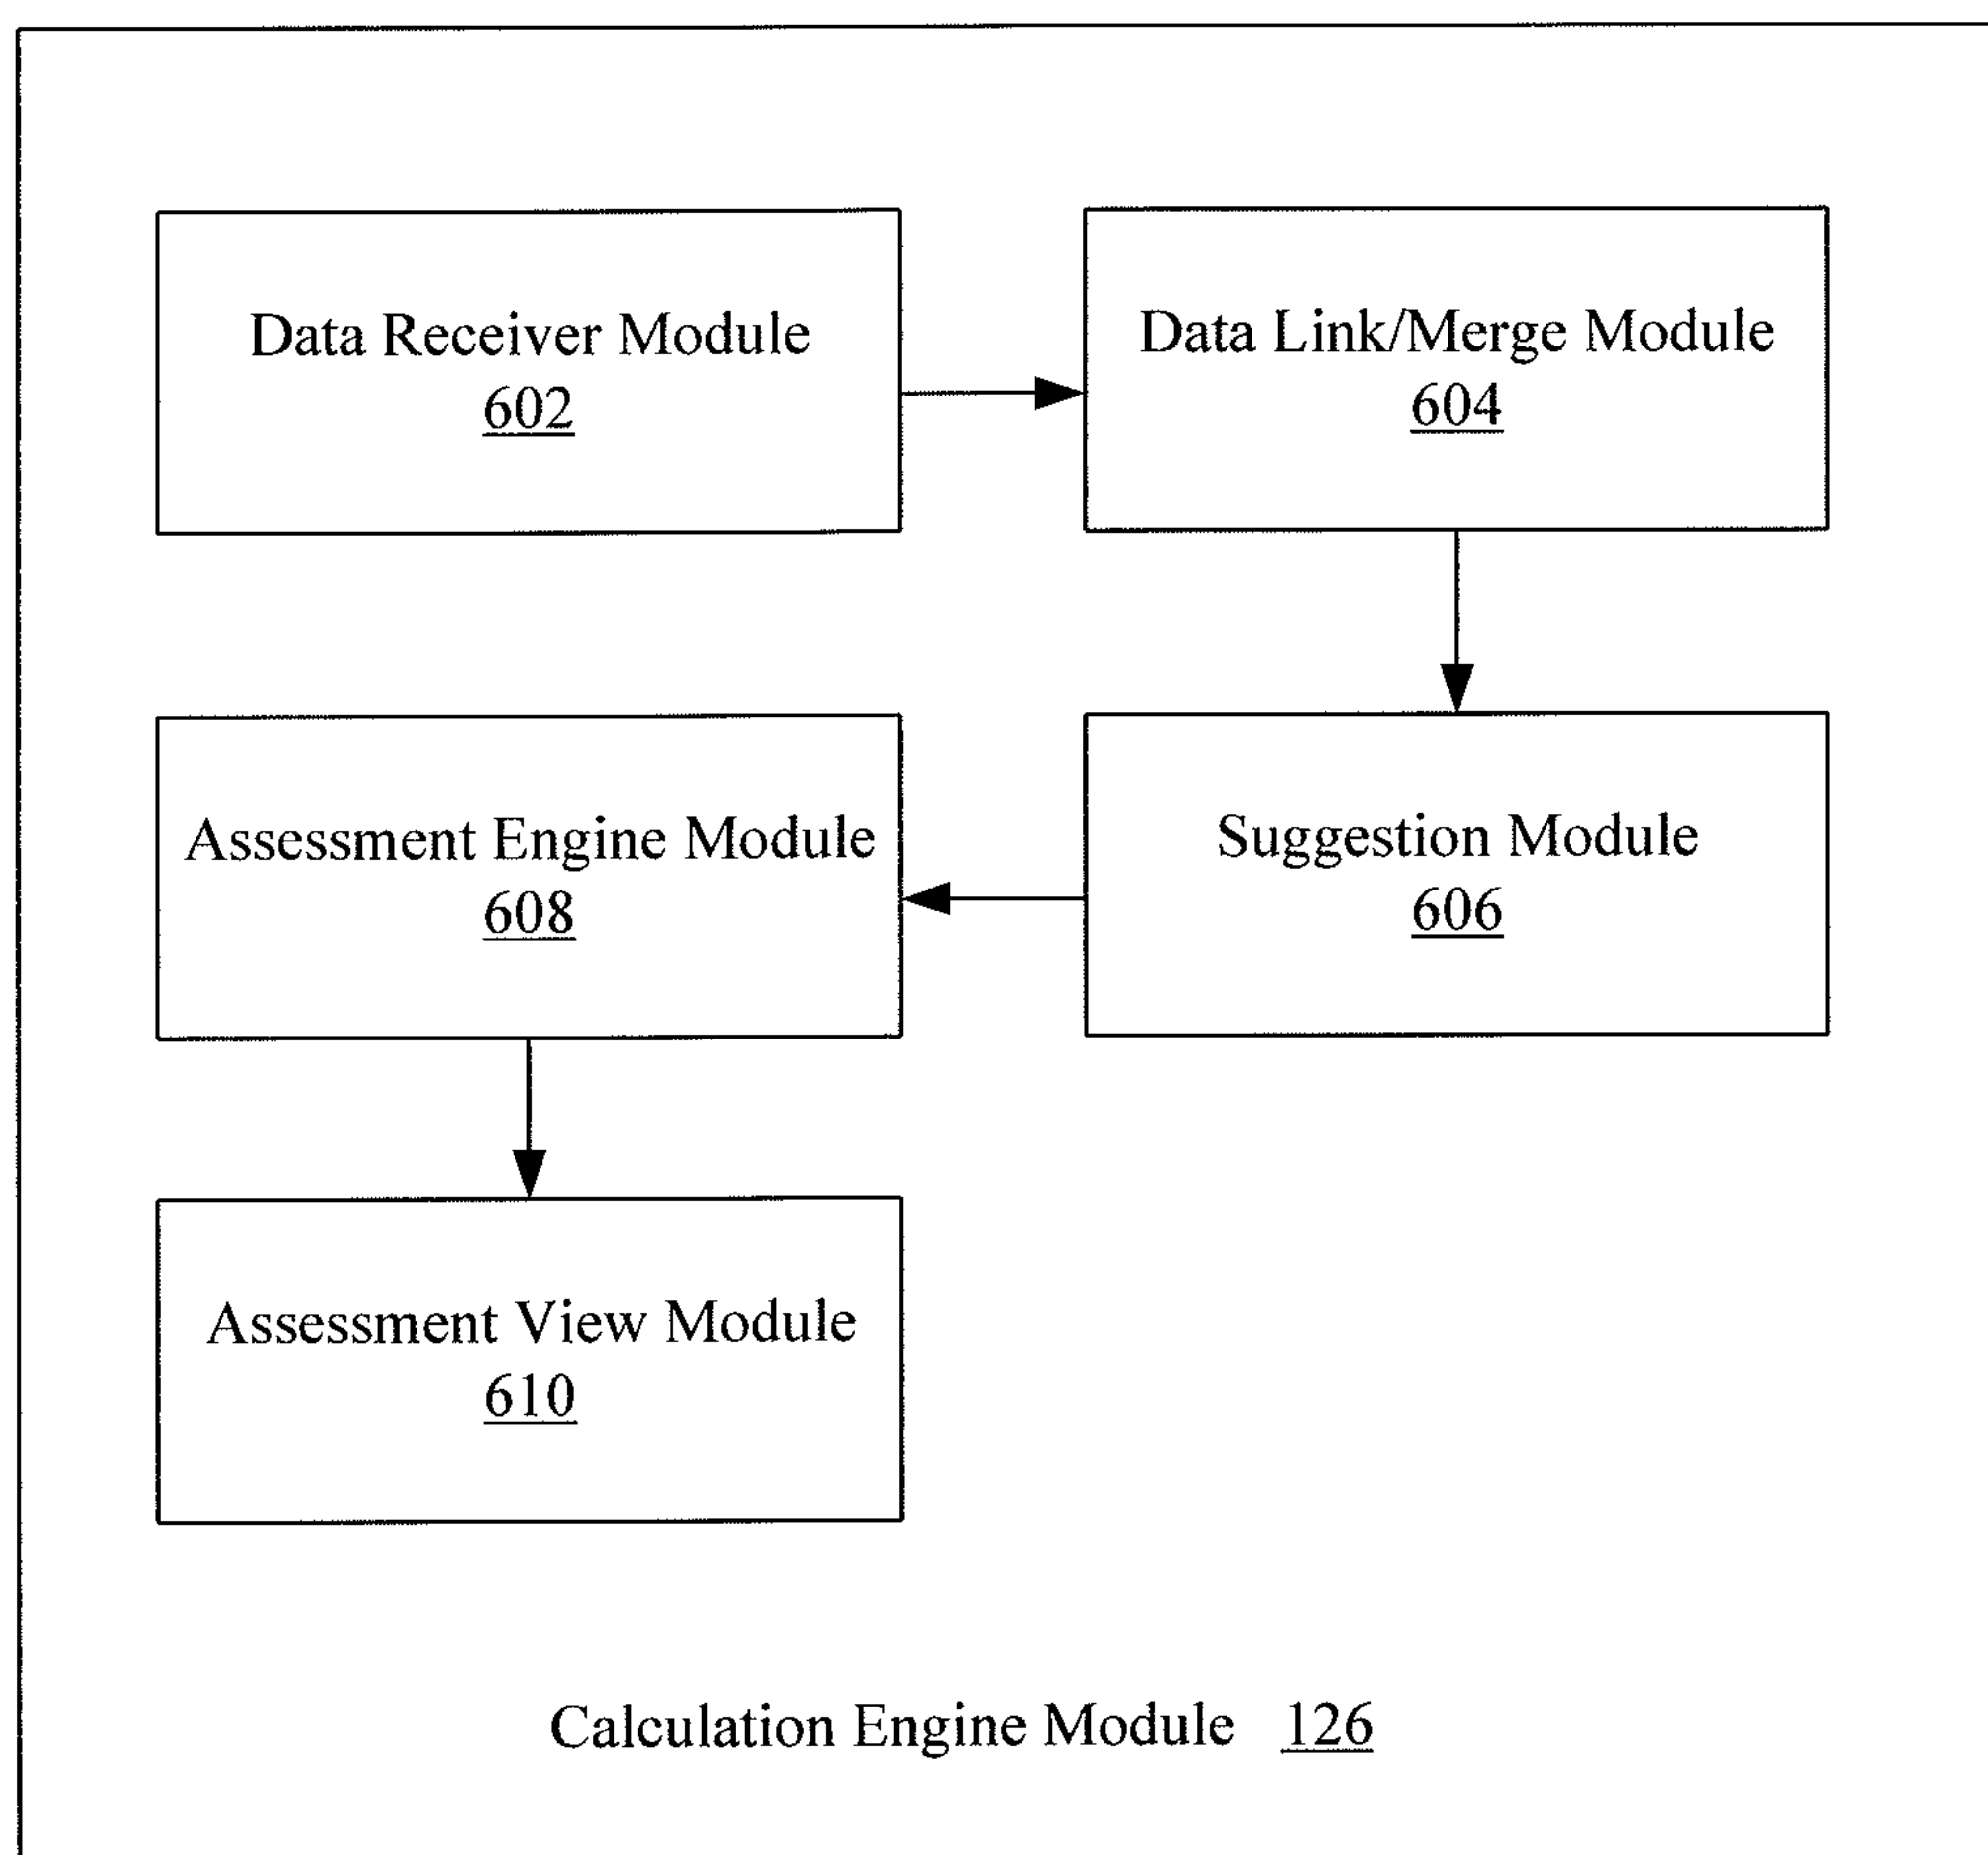 Data Receiver Module
602
Data Link/Merge Module
604
Assessment Engine Module
608
Suggestion Module
606
Assessment View Module
610
Calculation Engine Module 126